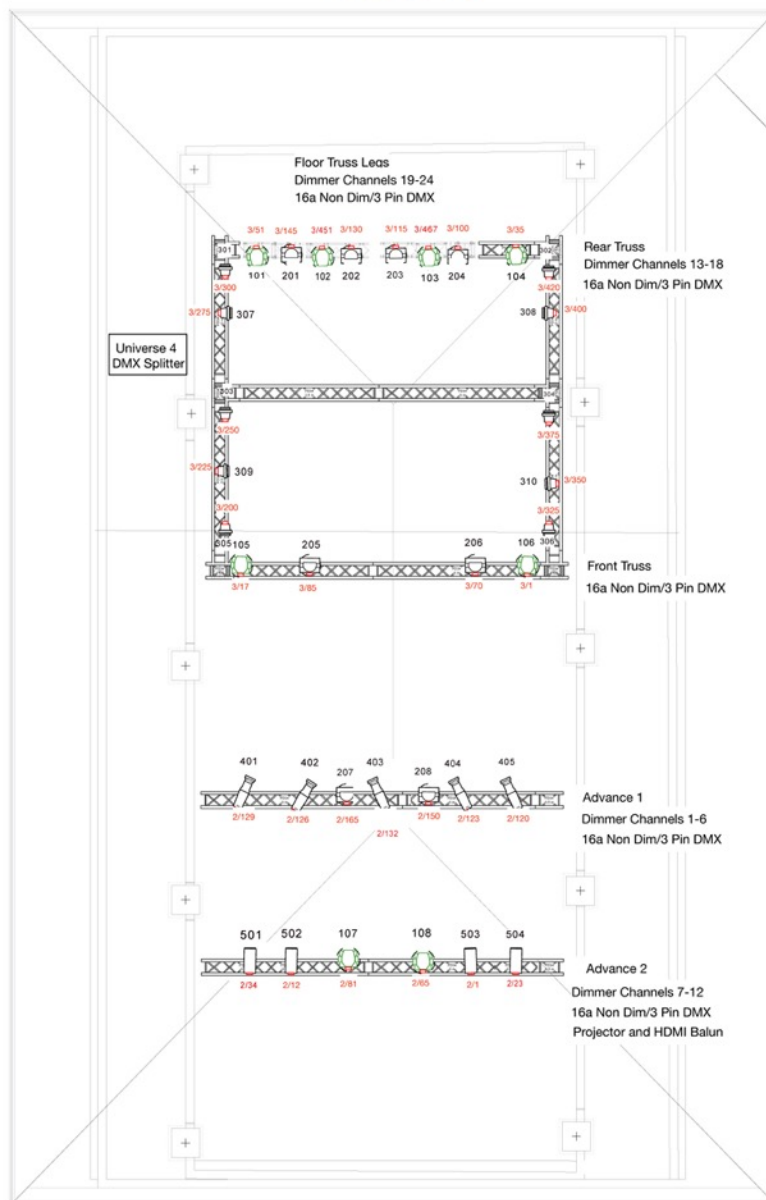 Floor Truss Legs
Dimmer Channels 19-24
16a Non Dim/3 Pin DMX
3/51 3/145 3/451 3/130 3/115 3/467 3/100 3/35
301 302
101 201 102 202 203 103 204 104
Rear Truss
Dimmer Channels 13-18
16a Non Dim/3 Pin DMX
3/300 3/420
3/275 307 308 3/400
Universe 4
DMX Splitter
303 304
3/250 3/375
3/225 309 310 3/350
3/200 3/325
305 105 205 206 106 306
3/17 3/85 3/70 3/1
Front Truss
16a Non Dim/3 Pin DMX
401 402 207 403 208 404 405
2/129 2/126 2/165 2/132 2/150 2/123 2/120
Advance 1
Dimmer Channels 1-6
16a Non Dim/3 Pin DMX
501 502 107 108 503 504
2/34 2/12 2/81 2/65 2/1 2/23
Advance 2
Dimmer Channels 7-12
16a Non Dim/3 Pin DMX
Projector and HDMI Balun